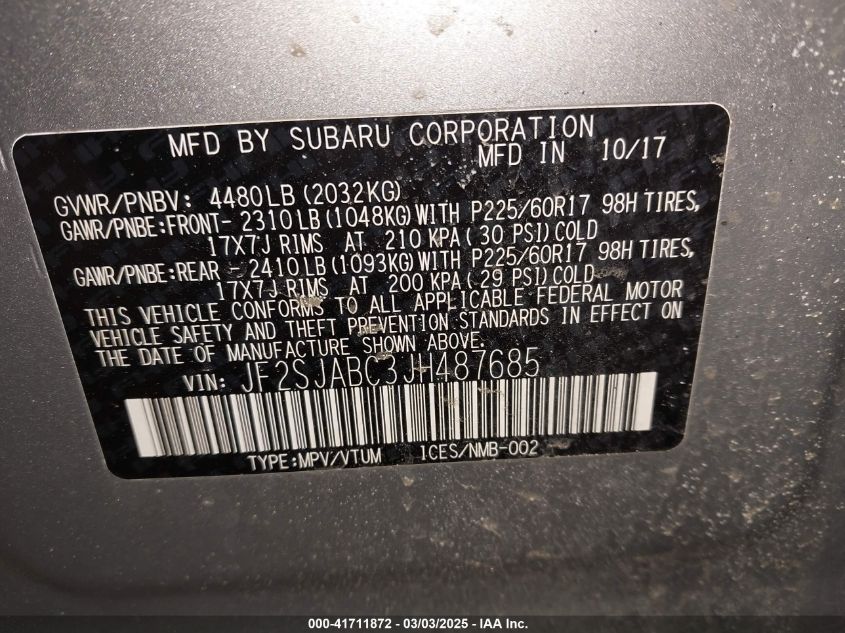 MFD BY SUBARU CORPORATION
MFD IN 10/17
GVWR/PNBV: 4480LB (2032KG)
GAWR/PNBE:FRONT- 2310LB (1048KG) WITH P225/60R17 98H TIRES,
17X7J RIMS AT 210 KPA( 30 PSI) COLD
GAWR/PNBE:REAR - 2410LB (1093KG) WITH P225/60R17 98H TIRES,
17X7J RIMS AT 200 KPA( 29 PSI) COLD
THIS VEHICLE CONFORMS TO ALL APPLICABLE FEDERAL MOTOR
VEHICLE SAFETY AND THEFT PREVENTION STANDARDS IN EFFECT ON
THE DATE OF MANUFACTURE SHOWN ABOVE.
VIN: JF2SJABC3JH487685
TYPE:MPV/VTUM 1CES/NMB-002
000-41711872 - 03/03/2025 - IAA Inc.